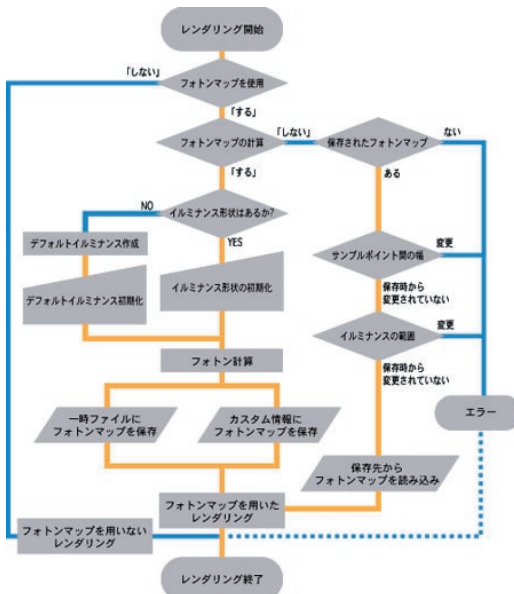 レンダリング開始
「しない」
フォトンマップを使用
「する」
フォトンマップの計算
「しない」
保存されたフォトンマップ
ない
「する」
ある
NO
イルミナンス形状はあるか?
YES
デフォルトイルミナンス作成
サンプルポイント間の幅
変更
デフォルトイルミナンス初期化
イルミナンス形状の初期化
保存時から
変更されていない
イルミナンスの範囲
変更
フォトン計算
保存時から
変更されていない
一時ファイルに
フォトンマップを保存
カスタム情報に
フォトンマップを保存
エラー
保存先から
フォトンマップを読み込み
フォトンマップを用いた
レンダリング
フォトンマップを用いない
レンダリング
レンダリング終了